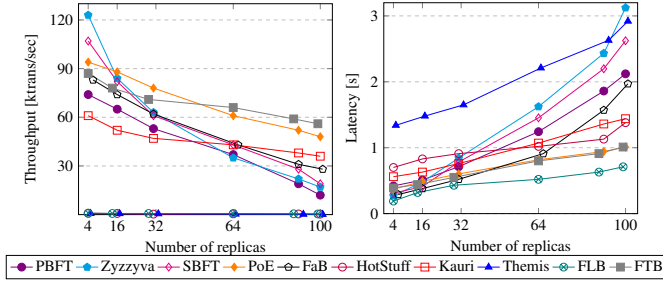 Throughput [ktrans/sec]
120
90
60
30
4 16 32 64 100
Number of replicas
Latency [s]
3
2
1
0
4 16 32 64 100
Number of replicas
PBFT Zyzzyva SBFT PoE FaB HotStuff Kauri Themis FLB FTB